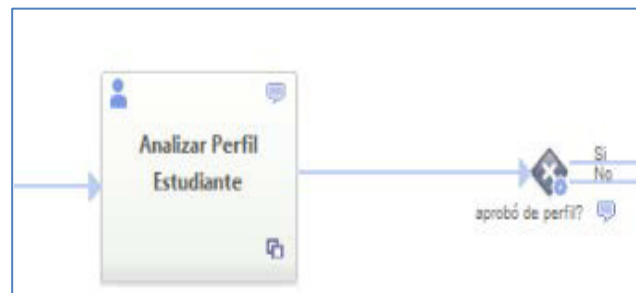 Analizar Perfil
Estudiante
Si
No
aprobó de perfil?